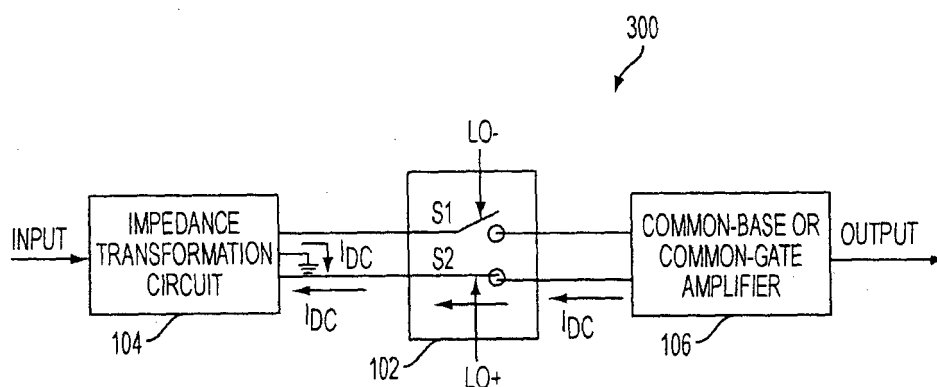 300
LO-
S1
S2
INPUT
IMPEDANCE
TRANSFORMATION
CIRCUIT
IDC
IDC
IDC
COMMON-BASE OR
COMMON-GATE
AMPLIFIER
OUTPUT
104
102
LO+
106